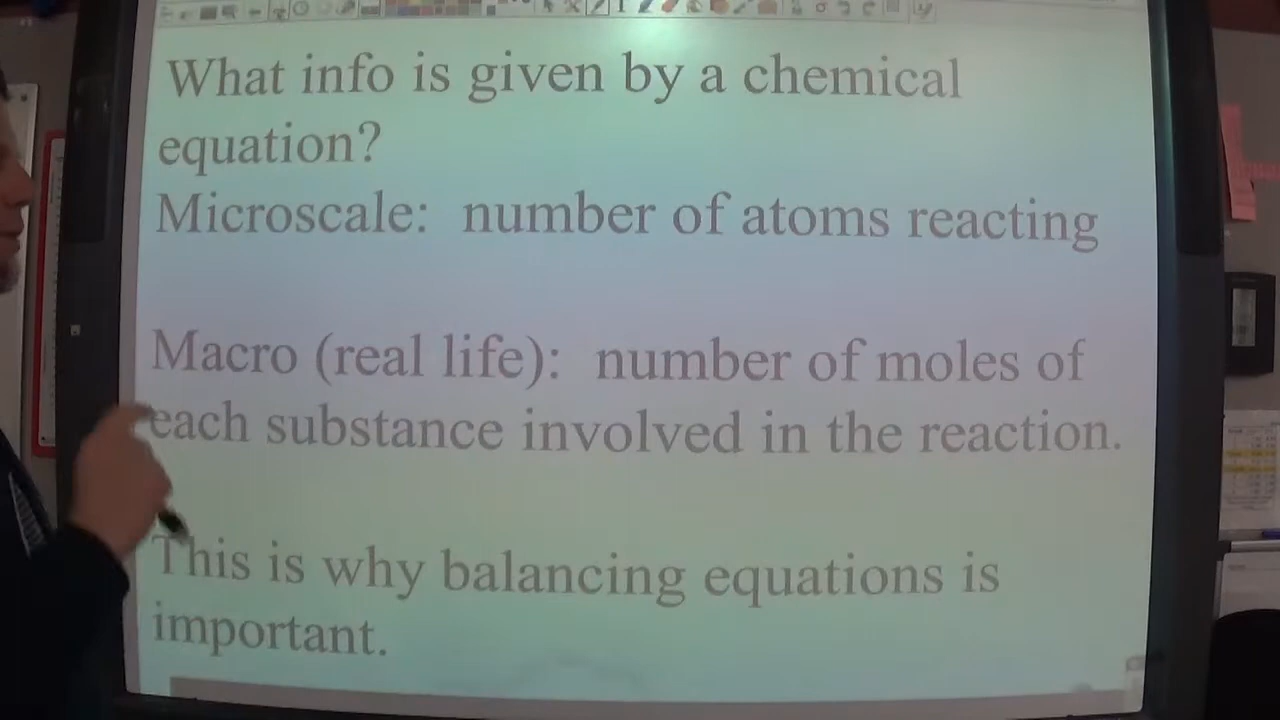 What info is given by a chemical
equation?
Microscale: number of atoms reacting
Macro (real life): number of moles of
each substance involved in the reaction.
This is why balancing equations is
important.